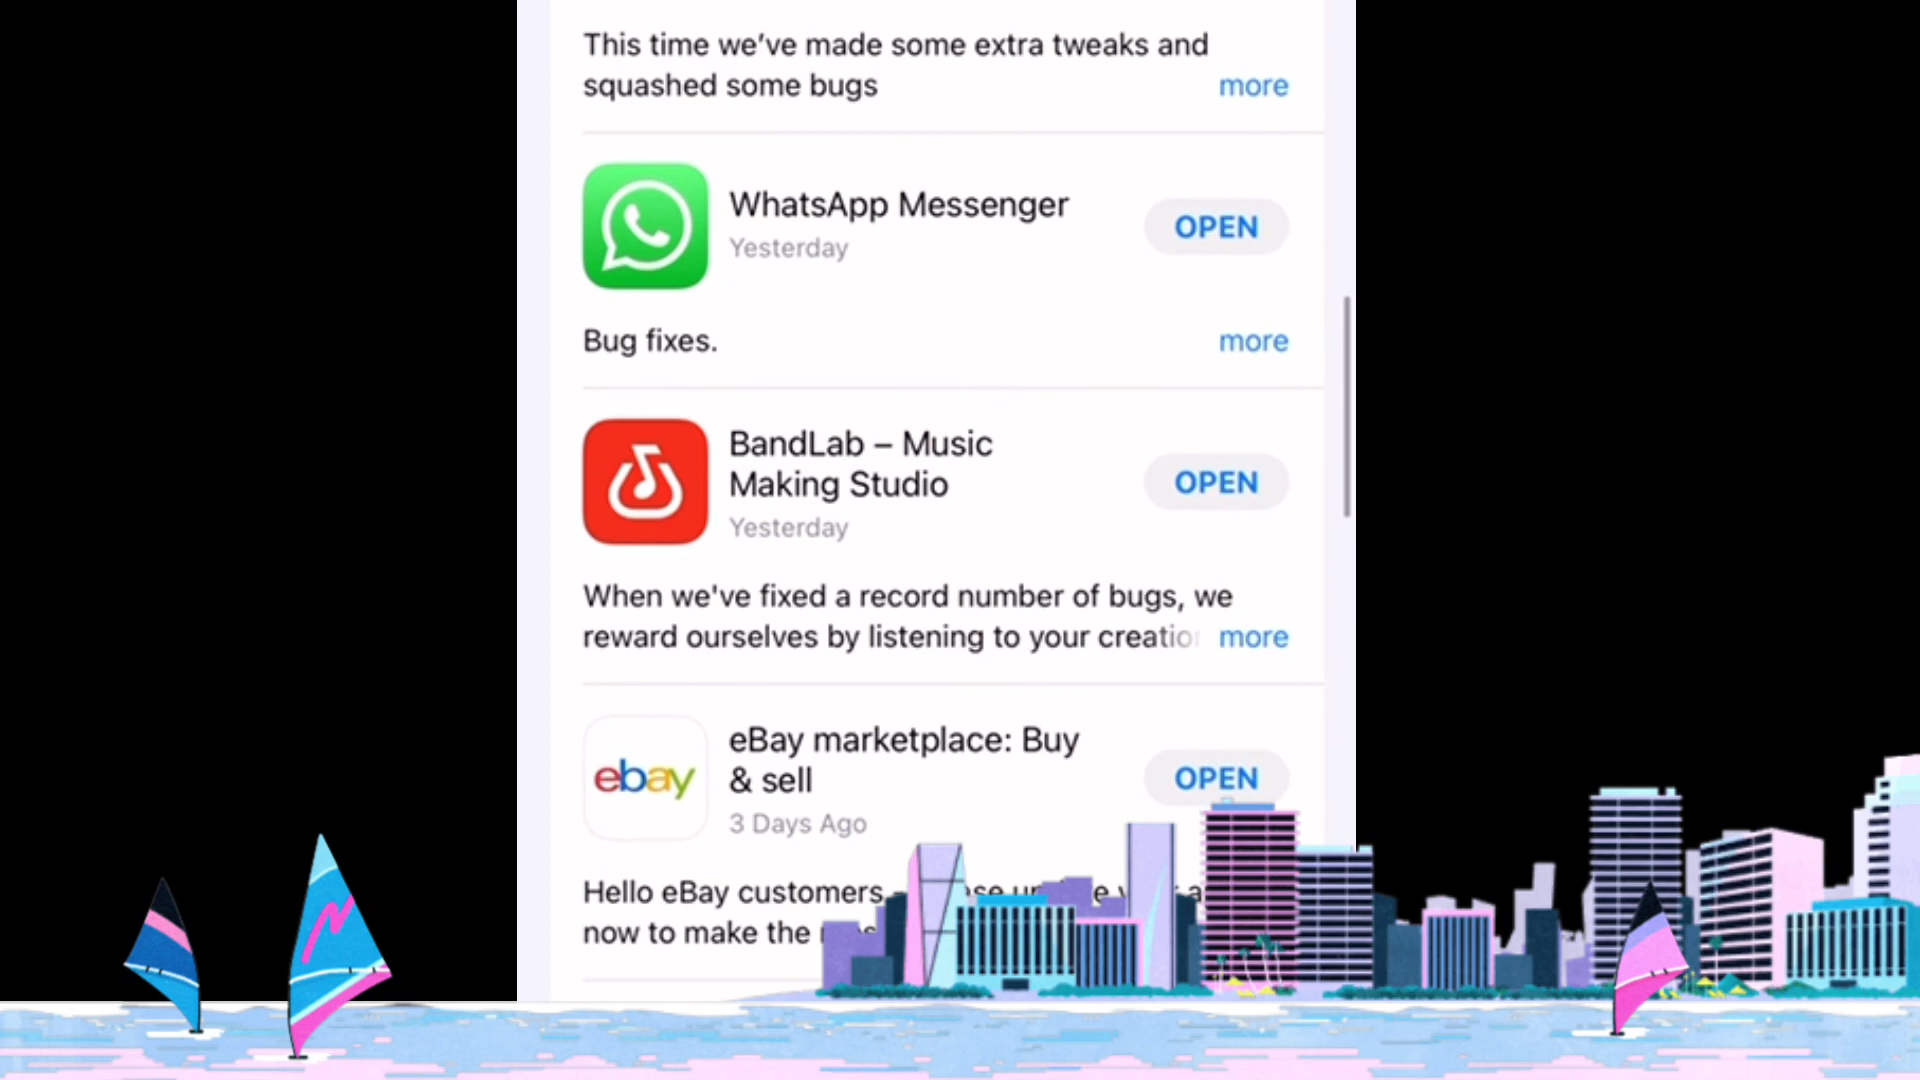 This time we’ve made some extra tweaks and
squashed some bugs more
WhatsApp Messenger
Yesterday
OPEN
Bug fixes. more
BandLab – Music
Making Studio
Yesterday
OPEN
When we've fixed a record number of bugs, we
reward ourselves by listening to your creatio more
ebay
eBay marketplace: Buy
& sell
3 Days Ago
OPEN
Hello eBay customers
now to make the